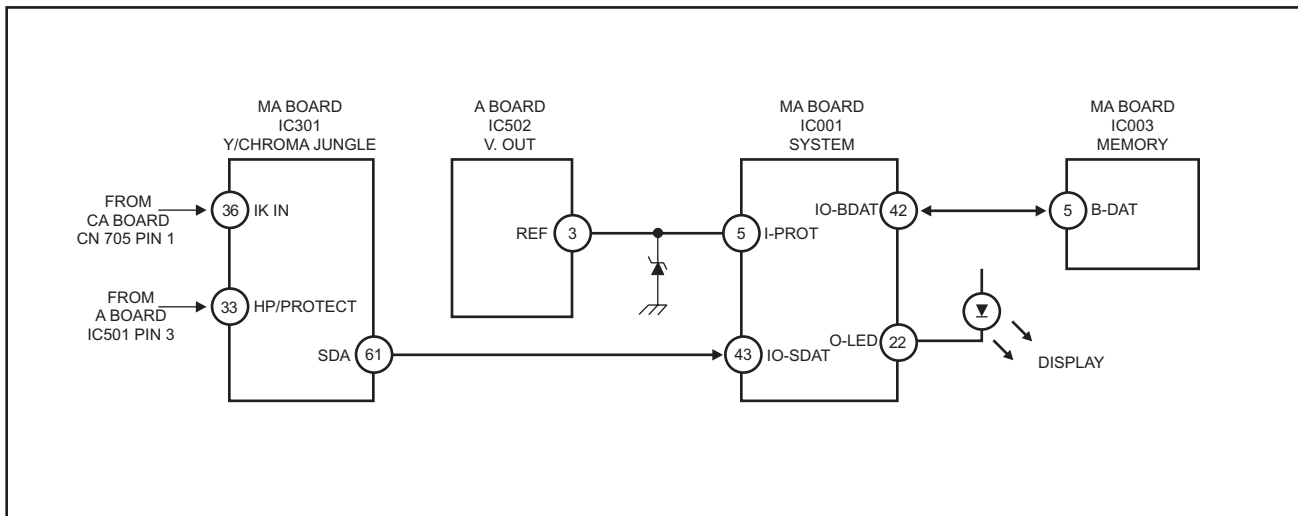 MA BOARD
IC301
Y/CHROMA JUNGLE
A BOARD
IC502
V. OUT
MA BOARD
IC001
SYSTEM
MA BOARD
IC003
MEMORY
FROM
CA BOARD
CN 705 PIN 1
36 IK IN
FROM
A BOARD
IC501 PIN 3
33 HP/PROTECT
SDA 61
REF 3
5 I-PROT
43 IO-SDAT
IO-BDAT 42
O-LED 22
5 B-DAT
DISPLAY